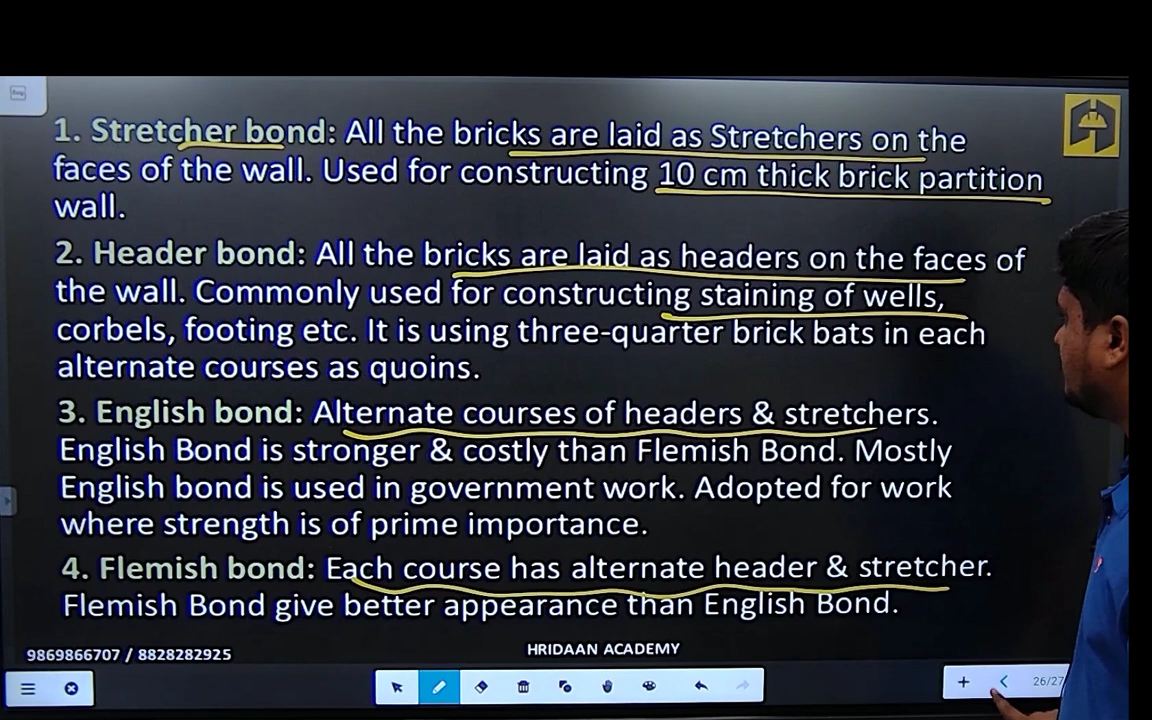 1. Stretcher bond: All the bricks are laid as Stretchers on the
faces of the wall. Used for constructing 10 cm thick brick partition
wall.
2. Header bond: All the bricks are laid as headers on the faces of
the wall. Commonly used for constructing staining of wells,
corbels, footing etc. It is using three-quarter brick bats in each
alternate courses as quoins.
3. English bond: Alternate courses of headers & stretchers.
English Bond is stronger & costly than Flemish Bond. Mostly
English bond is used in government work. Adopted for work
where strength is of prime importance.
4. Flemish bond: Each course has alternate header & stretcher.
Flemish Bond give better appearance than English Bond.
9869866707 / 8828282925
HRIDAAN ACADEMY
26/27